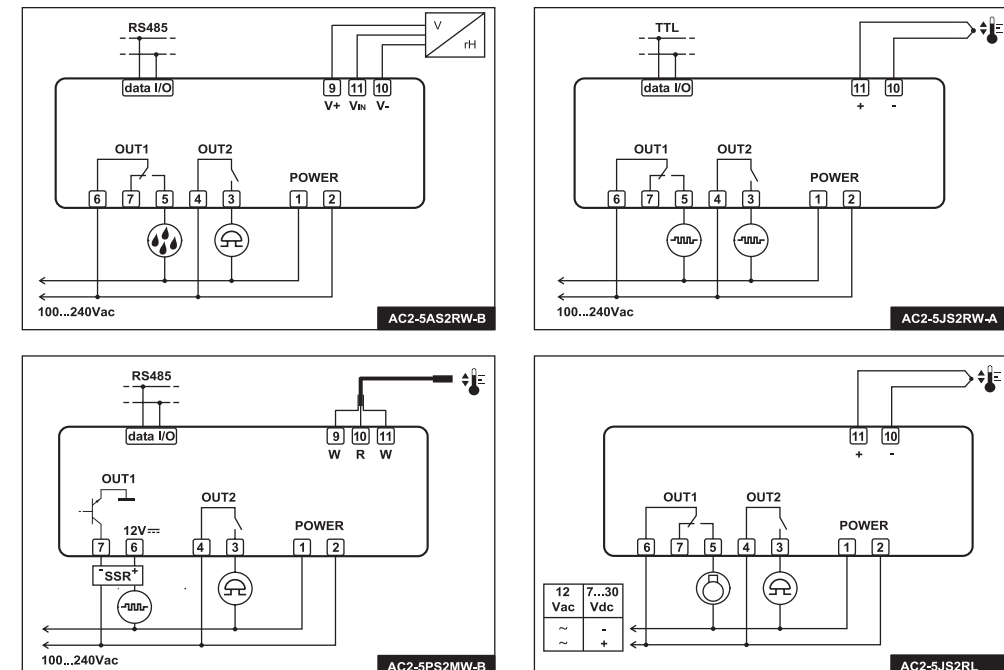 RS485
V
rH
data I/O
9 11 10
V+ VIN V-
OUT1 OUT2
POWER
6 7 5 4 3 1 2
100...240Vac
AC2-5AS2RW-B
TTL
data I/O
11 10
+ -
OUT1 OUT2
POWER
6 7 5 4 3 1 2
100...240Vac
AC2-5JS2RW-A
RS485
data I/O
9 10 11
W R W
OUT1
OUT2
12V
POWER
7 6 4 3 1 2
- SSR +
100...240Vac
AC2-5PS2MW-B
11 10
+ -
OUT1 OUT2
POWER
6 7 5 4 3 1 2
12 7...30
Vac Vdc
~ -
~ +
AC2-5JS2RL